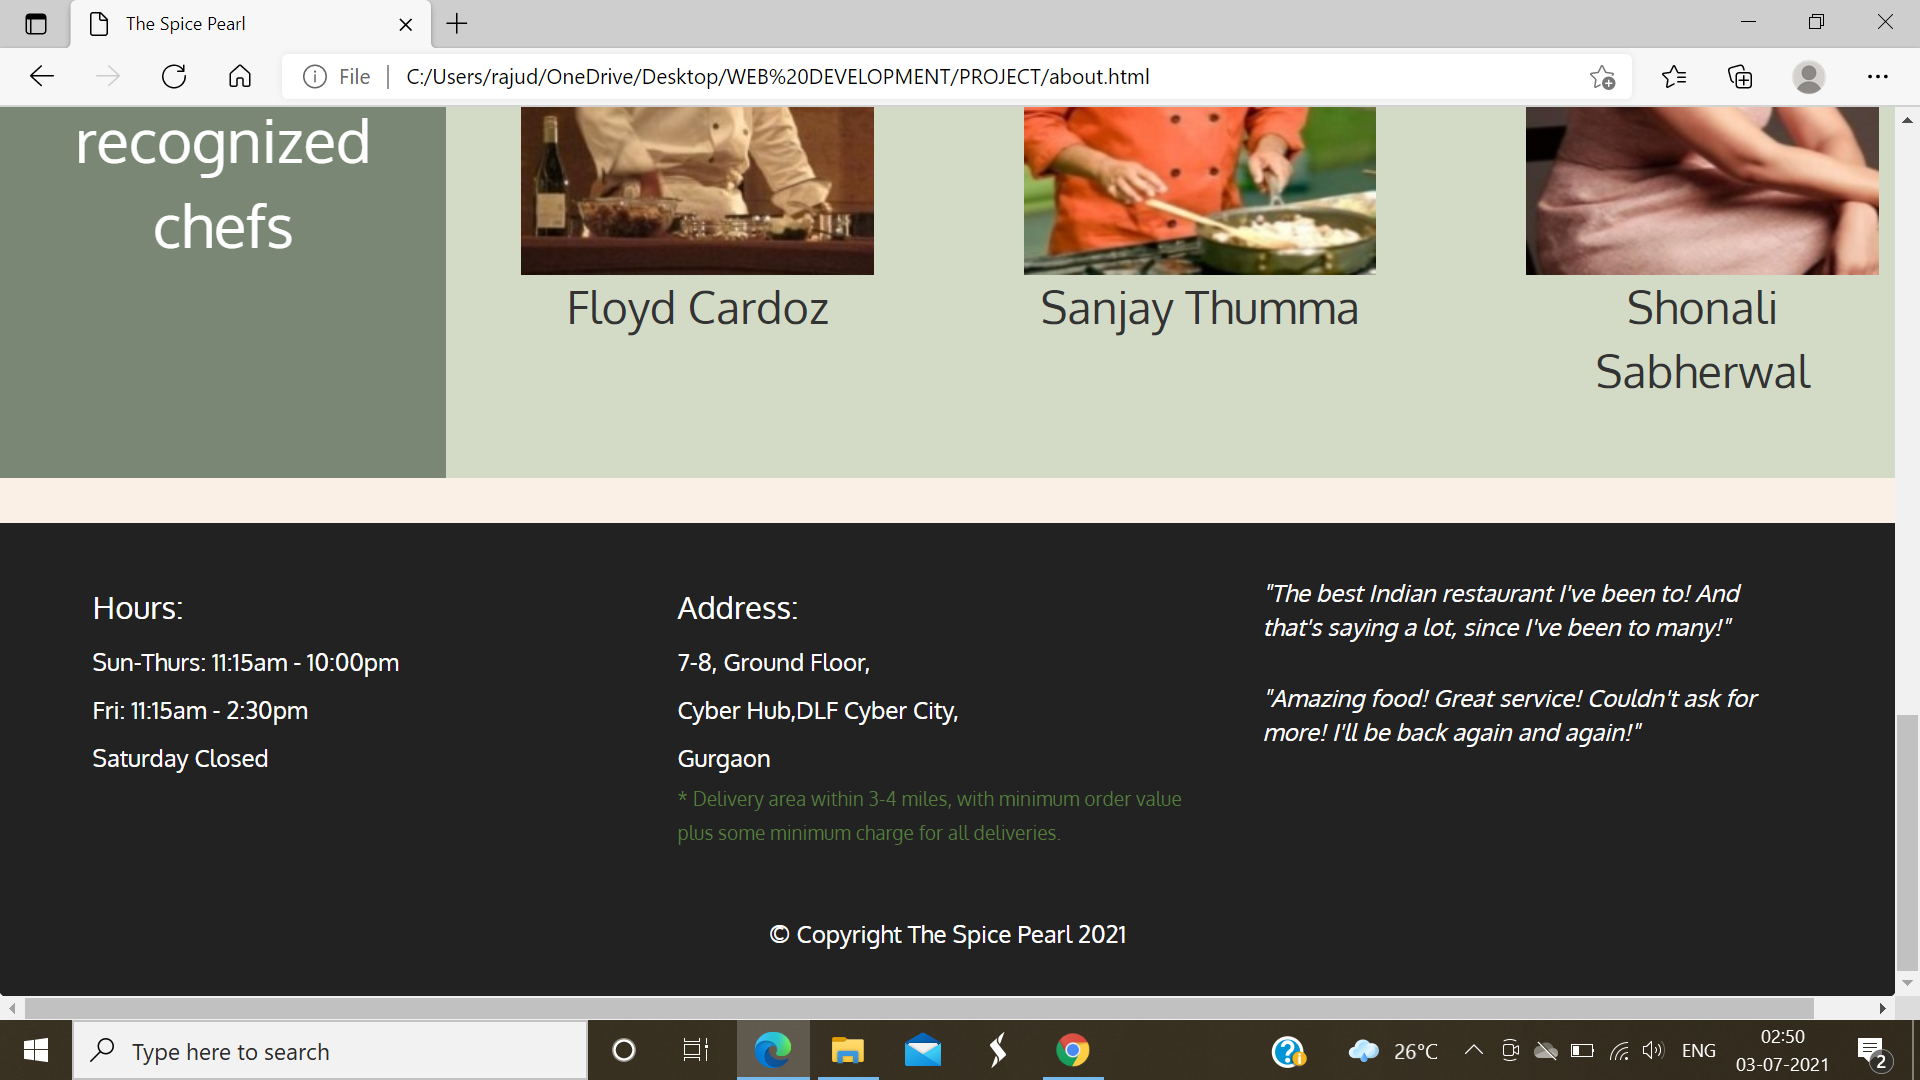 The Spice Pearl
File
C:/Users/rajud/OneDrive/Desktop/WEB%20DEVELOPMENT/PROJECT/about.html
recognized
chefs
Floyd Cardoz
Sanjay Thumma
Shonali
Sabherwal
Hours:
Sun-Thurs: 11:15am - 10:00pm
Fri: 11:15am - 2:30pm
Saturday Closed
Address:
7-8, Ground Floor,
Cyber Hub,DLF Cyber City,
Gurgaon
* Delivery area within 3-4 miles, with minimum order value
plus some minimum charge for all deliveries.
"The best Indian restaurant I've been to! And
that's saying a lot, since I've been to many!"
"Amazing food! Great service! Couldn't ask for
more! I'll be back again and again!"
© Copyright The Spice Pearl 2021
Type here to search
26°C
ENG
02:50
03-07-2021
2